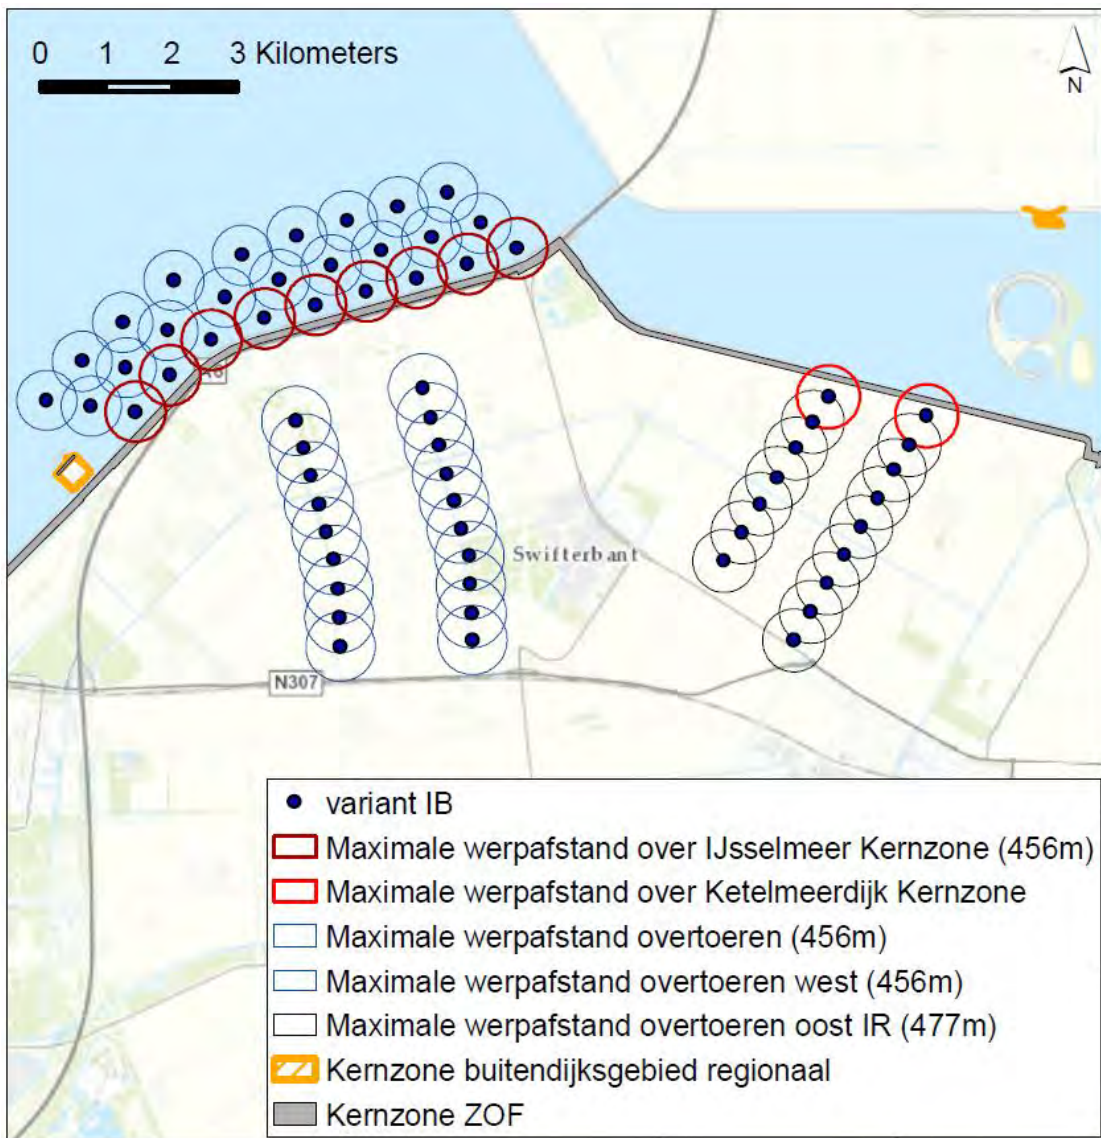 0 1 2 3 Kilometers
N
Swifterbant
N307
variant IB
Maximale werpafstand over IJsselmeer Kernzone (456m)
Maximale werpafstand over Ketelmeerdijk Kernzone
Maximale werpafstand overtoeren (456m)
Maximale werpafstand overtoeren west (456m)
Maximale werpafstand overtoeren oost IR (477m)
Kernzone buitendijksgebied regionaal
Kernzone ZOF